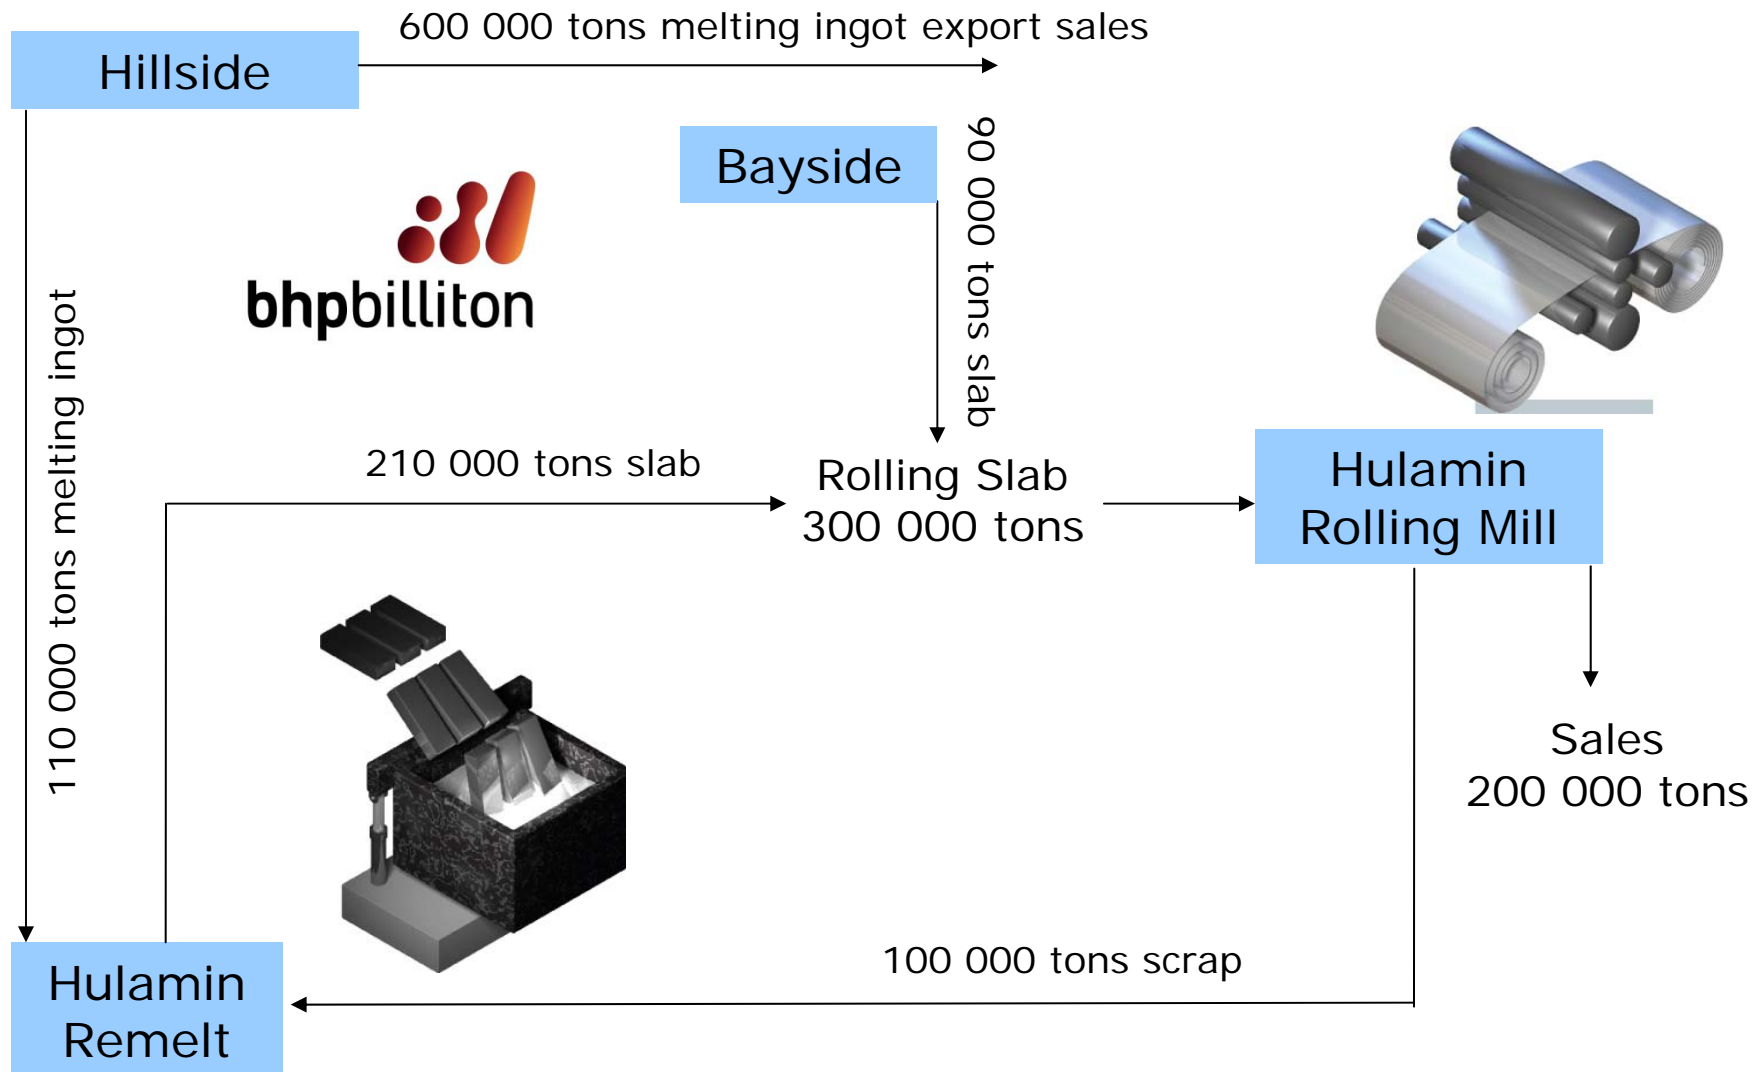 600 000 tons melting ingot export sales
Hillside
Bayside
90 000 tons slab
bhpbilliton
110 000 tons melting ingot
210 000 tons slab
Rolling Slab
300 000 tons
Hulamin
Rolling Mill
Sales
200 000 tons
100 000 tons scrap
Hulamin
Remelt